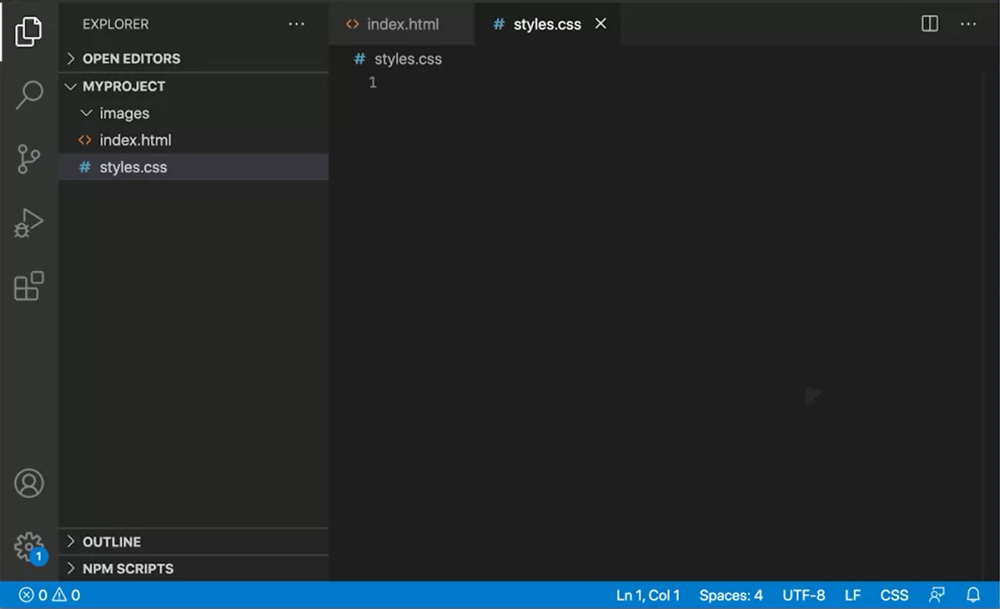 EXPLORER
OPEN EDITORS
MYPROJECT
images
index.html
styles.css
OUTLINE
NPM SCRIPTS
index.html
styles.css
styles.css
1
1
0 0
Ln 1, Col 1 Spaces: 4 UTF-8 LF CSS